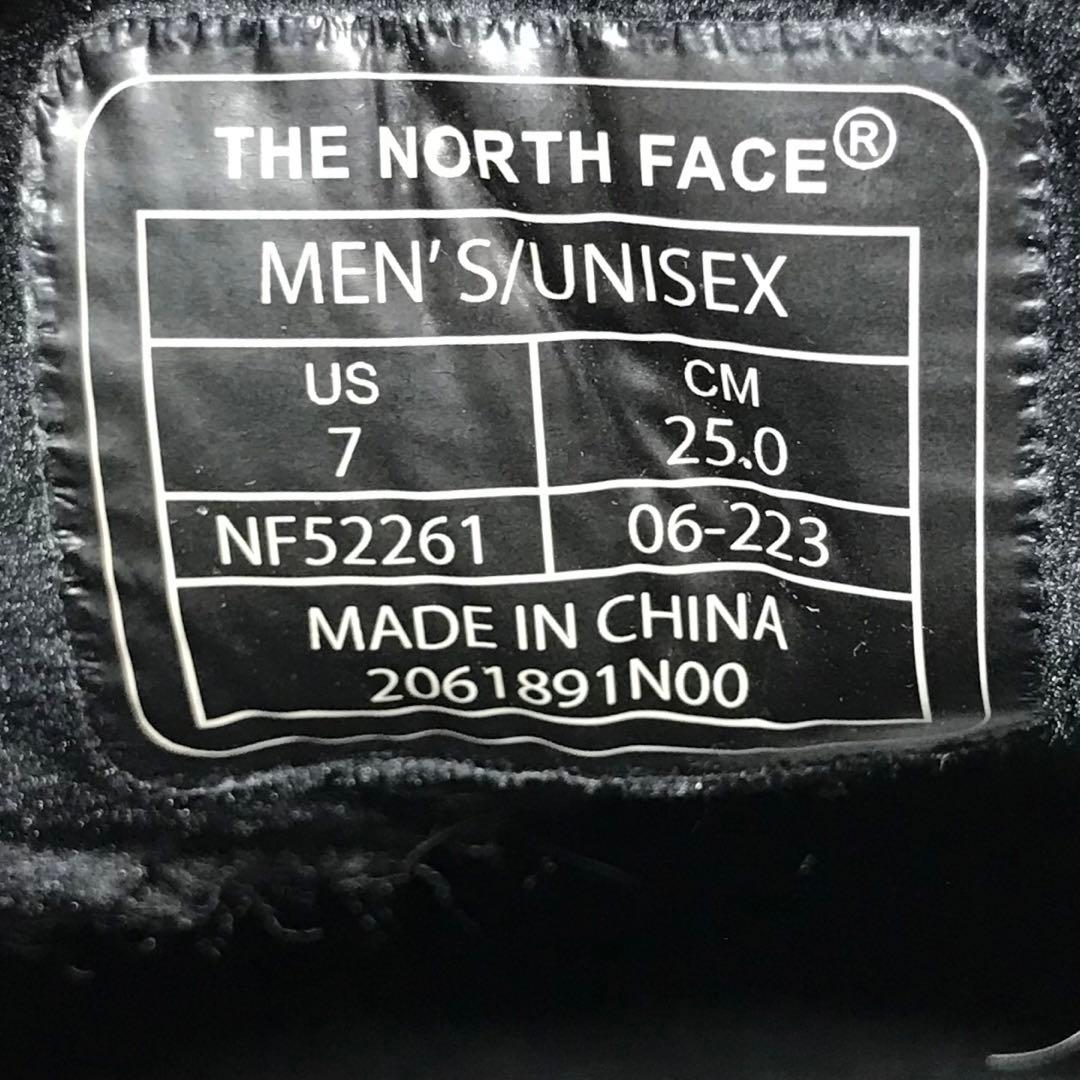 THE NORTH FACE®
MEN'S/UNISEX
US CM
7 25.0
NF52261 06-223
MADE IN CHINA
2061891N00